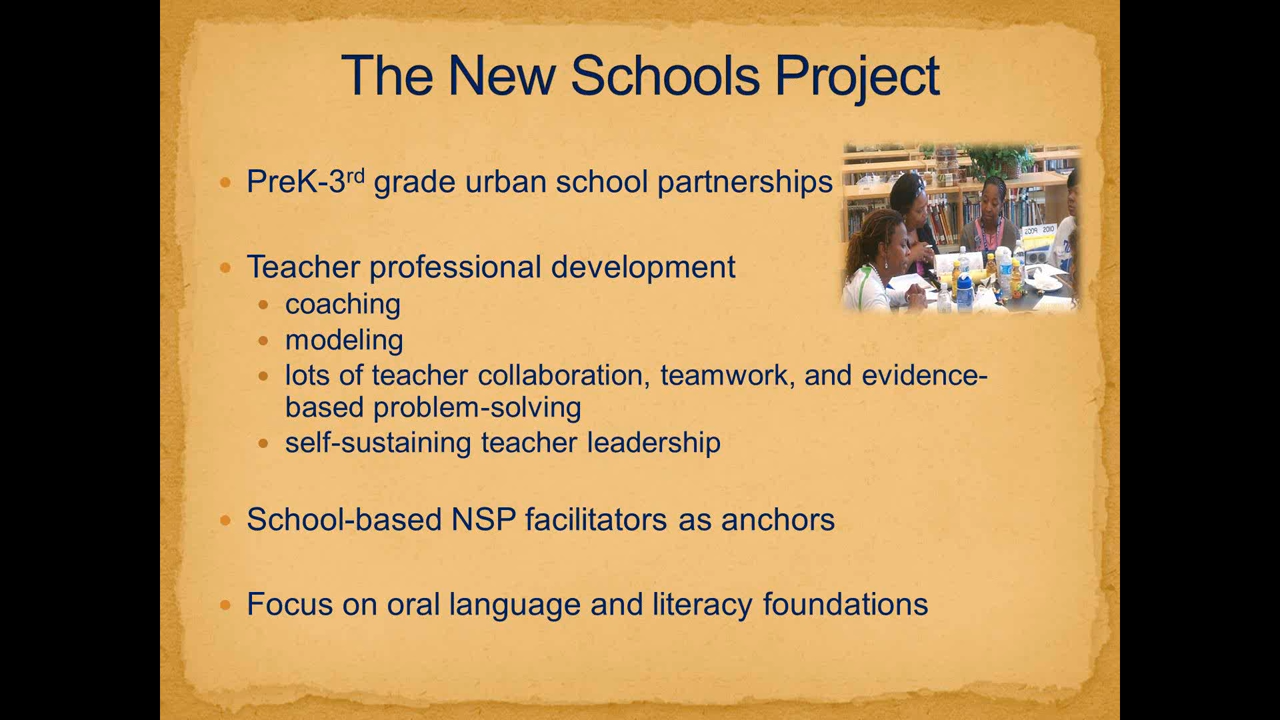 The New Schools Project
PreK-3rd grade urban school partnerships
Teacher professional development
coaching
modeling
lots of teacher collaboration, teamwork, and evidence-
based problem-solving
self-sustaining teacher leadership
School-based NSP facilitators as anchors
Focus on oral language and literacy foundations